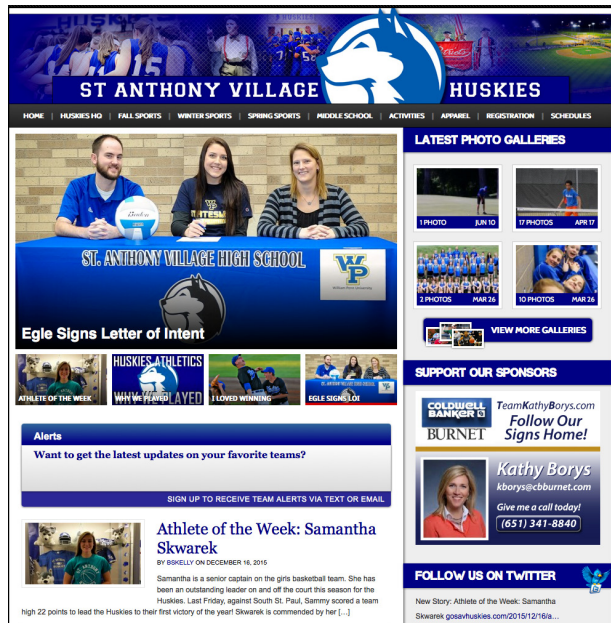 ST ANTHONY VILLAGE HUSKIES
HOME | HUSKIES HQ | FALL SPORTS | WINTER SPORTS | SPRING SPORTS | MIDDLE SCHOOL | ACTIVITIES | APPAREL | REGISTRATION | SCHEDULES
ST. ANTHONY VILLAGE HIGH SCHOOL
WP
Egle Signs Letter of Intent
HUSKIES ATHLETICS
ATHLETE OF THE WEEK
WHY WE PLAYED
I LOVED WINNING
EGLE SIGNS LOI
Alerts
Want to get the latest updates on your favorite teams?
SIGN UP TO RECEIVE TEAM ALERTS VIA TEXT OR EMAIL
Athlete of the Week: Samantha
Skwarek
BY BSKELLY ON DECEMBER 16, 2015
Samantha is a senior captain on the girls basketball team. She has
been an outstanding leader on and off the court this season for the
Huskies. Last Friday, against South St. Paul, Sammy scored a team
high 22 points to lead the Huskies to their first victory of the year! Skwarek is commended by her [...]
LATEST PHOTO GALLERIES
1 PHOTO JUN 10
17 PHOTOS APR 17
2 PHOTOS MAR 26
10 PHOTOS MAR 26
VIEW MORE GALLERIES
SUPPORT OUR SPONSORS
COLDWELL
BANKER
BURNET
TeamKathyBorys.com
Follow Our
Signs Home!
Kathy Borys
kborys@cbburnet.com
Give me a call today!
(651) 341-8840
FOLLOW US ON TWITTER
New Story: Athlete of the Week: Samantha
Skwarek gosavhuskies.com/2015/12/16/a...